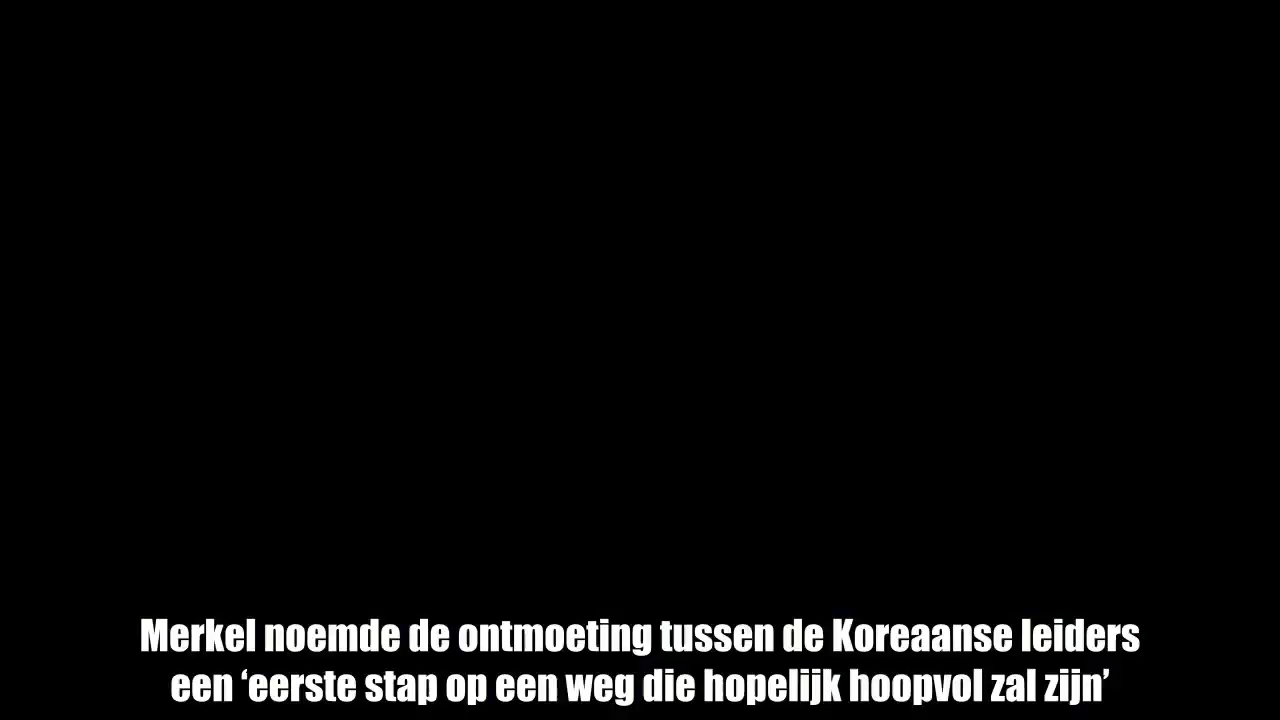 Merkel noemde de ontmoeting tussen de Koreaanse leiders
een ‘eerste stap op een weg die hopelijk hoopvol zal zijn’